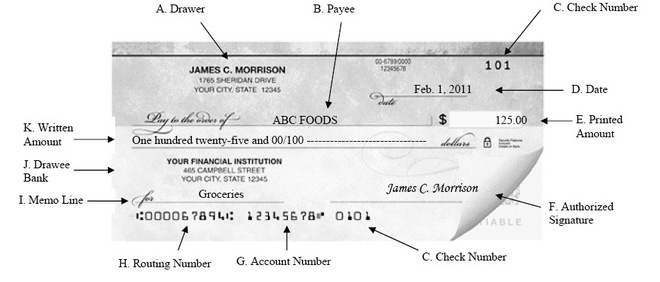 A. Drawer
B. Payee
C. Check Number
JAMES C. MORRISON
1765 SHERIDAN DRIVE
YOUR CITY, STATE 12345
00-6789/0000
12345678
101
Feb. 1, 2011
date
D. Date
Pay to the order of
ABC FOODS
$
125.00
E. Printed
Amount
K. Written
Amount
One hundred twenty-five and 00/100 ----------------------------
dollars
J. Drawee
Bank
YOUR FINANCIAL INSTITUTION
465 CAMPBELL STREET
YOUR CITY, STATE 12345
I. Memo Line
for
Groceries
James C. Morrison
F. Authorized
Signature
⑆000067894⑆ 12345678⑈ 0101
H. Routing Number
G. Account Number
C. Check Number